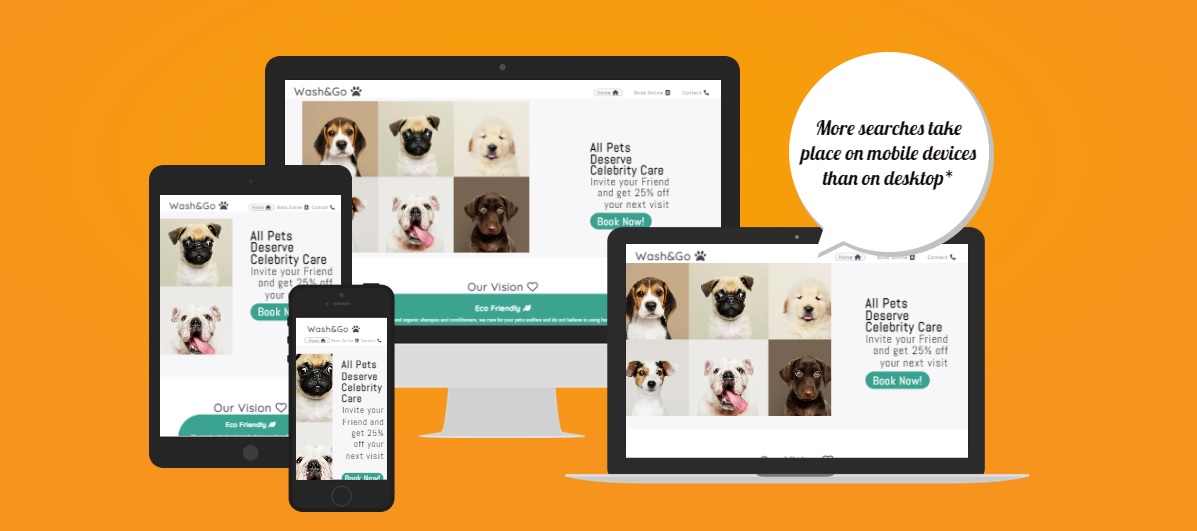 Wash&Go
Home
Book Online
Contact
All Pets
Deserve
Celebrity Care
Invite your Friend
and get 25% off
your next visit
Book Now!
Our Vision
Eco Friendly
and organic shampoo and conditioners, we care for your pets welfare and do not believe in using
More searches take
place on mobile devices
than on desktop*
Wash&Go
Home
Book Online
Contact
All Pets
Deserve
Celebrity Care
Invite your Friend
and get 25% off
your
Book N
Our Vision
Eco Friendly
Wash&Go
Home
Book Online
Contact
All Pets
Deserve
Celebrity
Care
Invite your
Friend and
get 25%
off your
next visit
Book Now!
Wash&Go
Home
Book Online
Contact
All Pets
Deserve
Celebrity Care
Invite your Friend
and get 25% off
your next visit
Book Now!